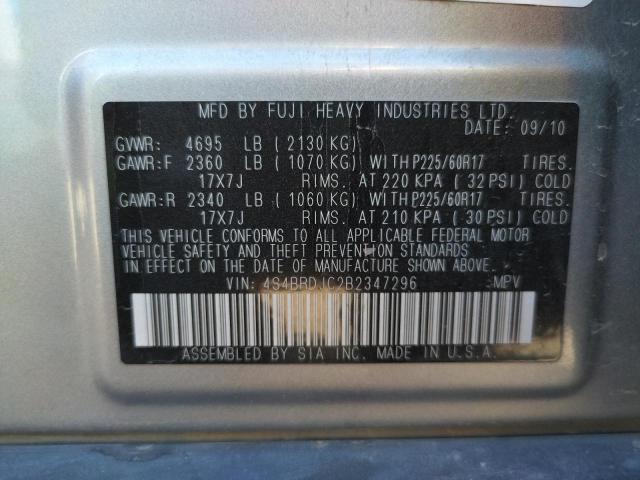 MFD BY FUJI HEAVY INDUSTRIES LTD.
DATE: 09/10
GVWR: 4695 LB (2130 KG)
GAWR:F 2360 LB (1070 KG) WITH P225/60R17 TIRES.
17X7J RIMS. AT 220 KPA (32 PSI) COLD
GAWR:R 2340 LB (1060 KG) WITH P225/60R17 TIRES.
17X7J RIMS. AT 210 KPA (30 PSI) COLD
THIS VEHICLE CONFORMS TO ALL APPLICABLE FEDERAL MOTOR
VEHICLE SAFETY AND THEFT PREVENTION STANDARDS
IN EFFECT ON THE DATE OF MANUFACTURE SHOWN ABOVE.
VIN: 4S4BRDJC2B2347296 MPV
ASSEMBLED BY SIA INC. MADE IN U.S.A.